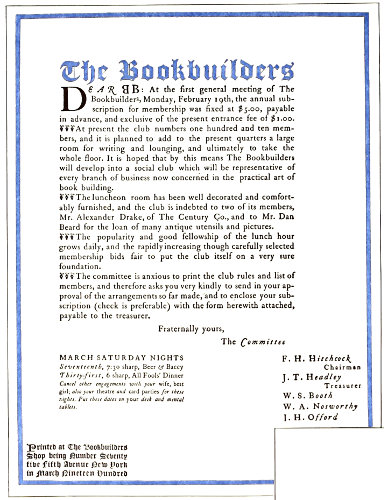 The Bookbuilders
DEAR BB: At the first general meeting of The
Bookbuilders, Monday, February 19th, the annual sub-
scription for membership was fixed at $5.00, payable
in advance, and exclusive of the present entrance fee of $1.00.
At present the club numbers one hundred and ten mem-
bers, and it is planned to add to the present quarters a large
room for writing and lounging, and ultimately to take the
whole floor. It is hoped that by this means The Bookbuilders
will develop into a social club which will be representative of
every branch of business now concerned in the practical art of
book building.
The luncheon room has been well decorated and comfort-
ably furnished, and the club is indebted to two of its members,
Mr. Alexander Drake, of The Century Co., and to Mr. Dan
Beard for the loan of many antique utensils and pictures.
The popularity and good fellowship of the lunch hour
grows daily, and the rapidly increasing though carefully selected
membership bids fair to put the club itself on a very sure
foundation.
The committee is anxious to print the club rules and list of
members, and therefore asks you very kindly to send in your
approval of the arrangements so far made, and to enclose your sub-
scription (check is preferable) with the form herewith attached,
payable to the treasurer.
Fraternally yours,
The Committee
MARCH SATURDAY NIGHTS
Seventeenth, 7:30 sharp, Beer & Baccy
Thirty-first, 6 sharp, All Fools' Dinner
Cancel other engagements with your wife, best
girl; also your theatre and card parties for these
nights. Put these dates on your desk and mental
tablets.
F. H. Hitchcock
Chairman
J. T. Headley
Treasurer
W. S. Booth
W. A. Norworthy
J. H. Offord
Printed at The Bookbuilders
Shop being Number Seventy
five Fifth Avenue New York
in March Nineteen Hundred